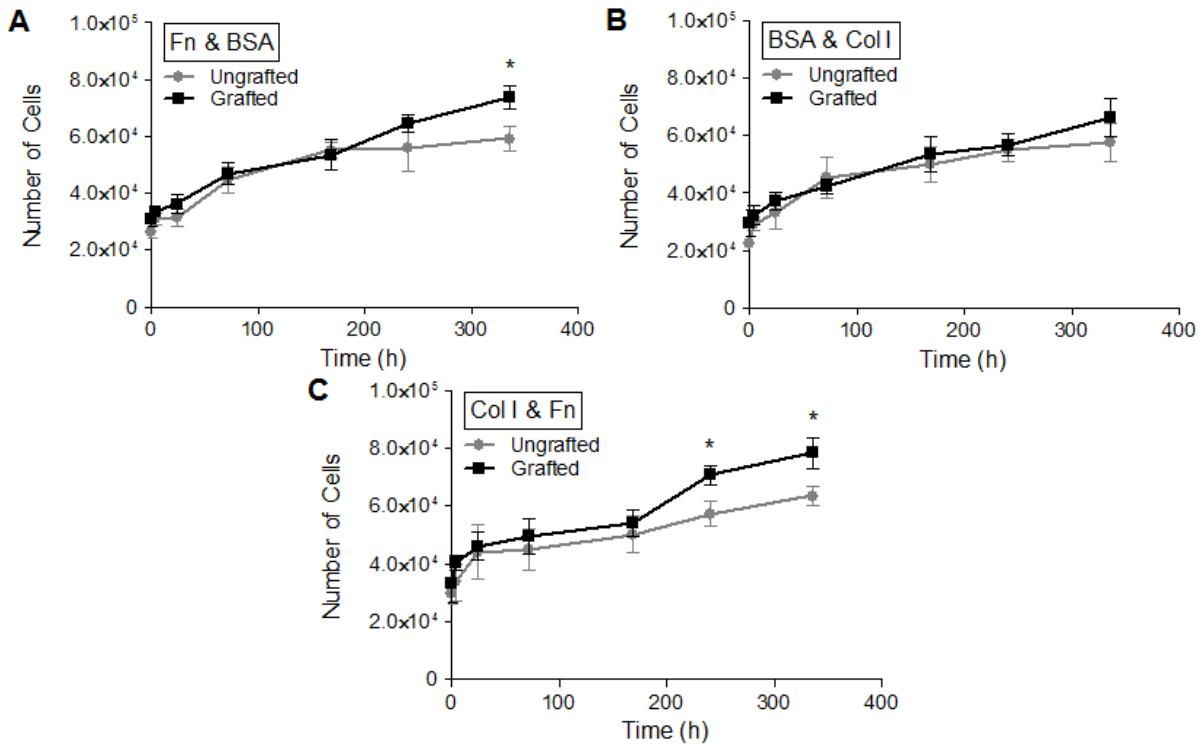 A
Fn & BSA
Ungrafted
Grafted
*
1.0x10⁵
8.0x10⁴
6.0x10⁴
4.0x10⁴
2.0x10⁴
0
Number of Cells
0 100 200 300 400
Time (h)
B
BSA & Col I
Ungrafted
Grafted
1.0x10⁵
8.0x10⁴
6.0x10⁴
4.0x10⁴
2.0x10⁴
0
Number of Cells
0 100 200 300 400
Time (h)
C
Col I & Fn
Ungrafted
Grafted
* *
1.0x10⁵
8.0x10⁴
6.0x10⁴
4.0x10⁴
2.0x10⁴
0
Number of Cells
0 100 200 300 400
Time (h)